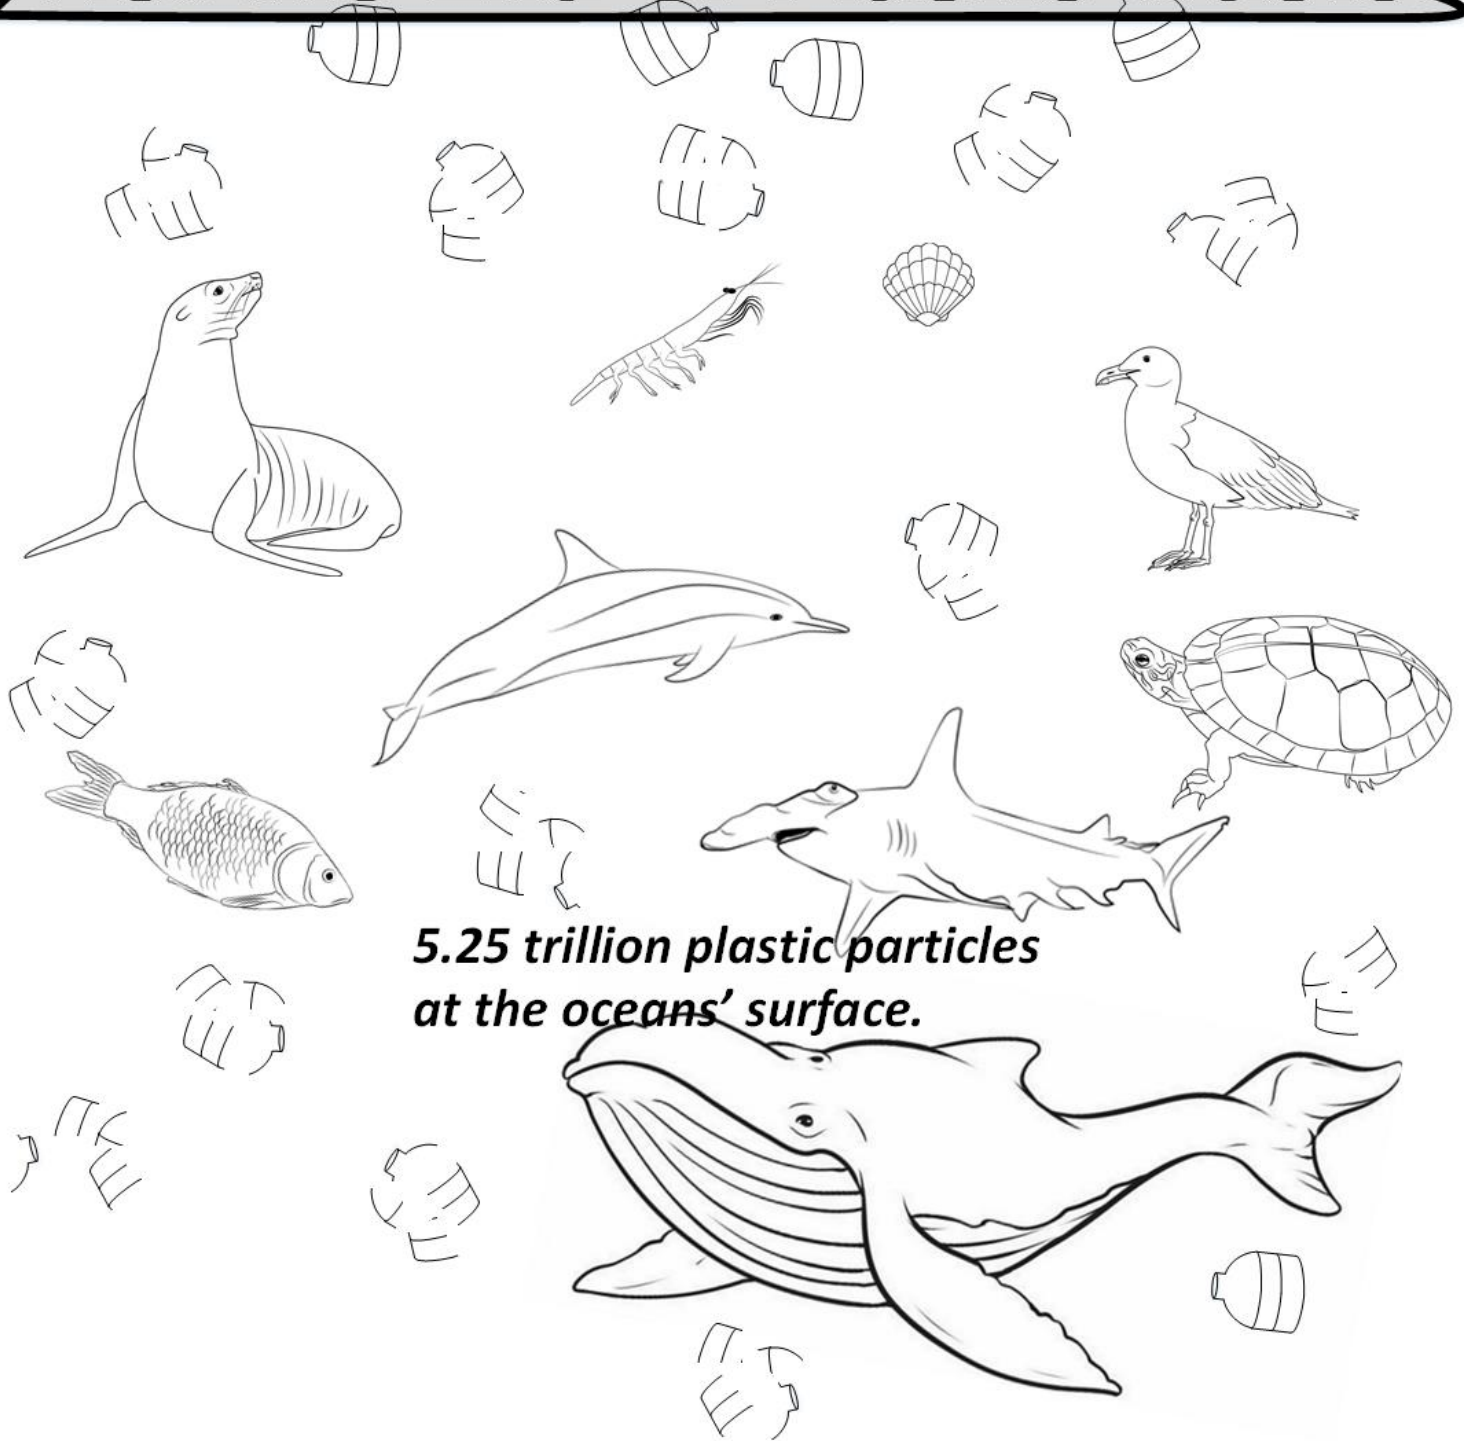 5.25 trillion plastic particles
at the oceans’ surface.